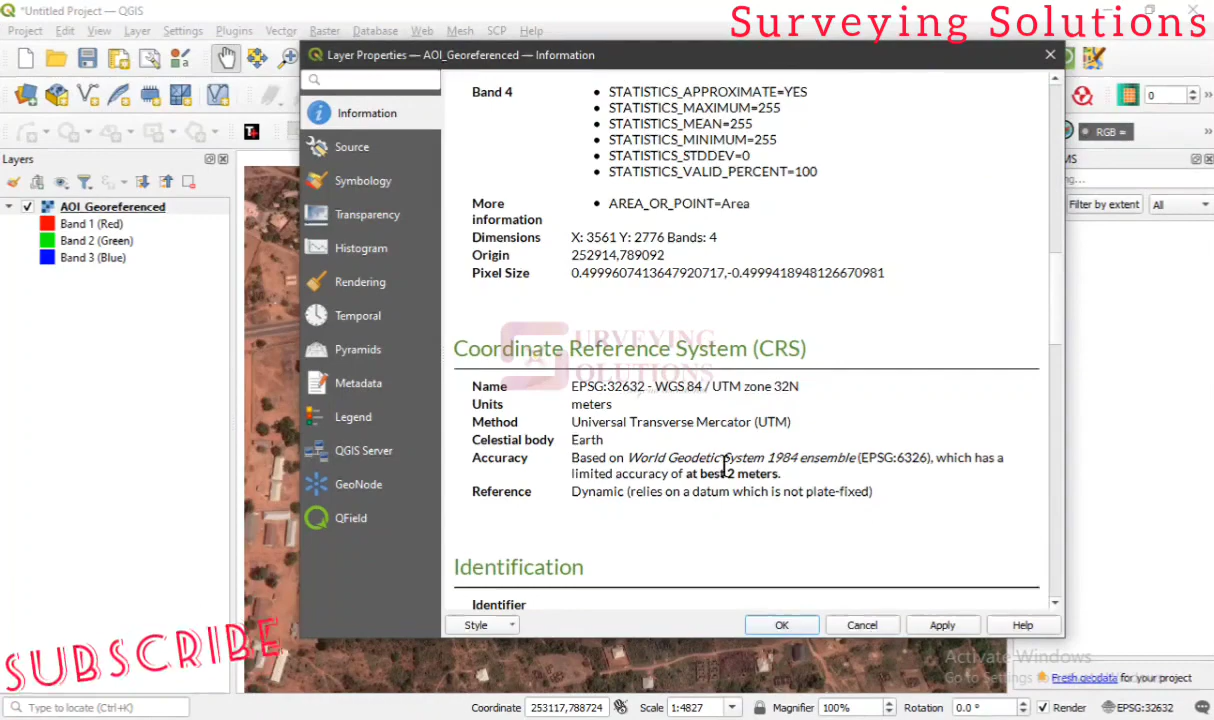 *Untitled Project — QGIS
Surveying Solutions
Project Edit View Layer Settings Plugins Vector Raster Database Web Mesh SCP Help
Layer Properties — AOI_Georeferenced — Information
Information
Source
Symbology
Transparency
Histogram
Rendering
Temporal
Pyramids
Metadata
Legend
QGIS Server
GeoNode
QField
Layers
AOI_Georeferenced
Band 1 (Red)
Band 2 (Green)
Band 3 (Blue)
Band 4
• STATISTICS_APPROXIMATE=YES
• STATISTICS_MAXIMUM=255
• STATISTICS_MEAN=255
• STATISTICS_MINIMUM=255
• STATISTICS_STDDEV=0
• STATISTICS_VALID_PERCENT=100
More information • AREA_OR_POINT=Area
Dimensions X: 3561 Y: 2776 Bands: 4
Origin 252914,789092
Pixel Size 0.4999607413647920717,-0.4999418948126670981
SURVEYING
SOLUTIONS
Coordinate Reference System (CRS)
Name EPSG:32632 - WGS 84 / UTM zone 32N
Units meters
Method Universal Transverse Mercator (UTM)
Celestial body Earth
Accuracy Based on World Geodetic System 1984 ensemble (EPSG:6326), which has a
limited accuracy of at best 2 meters.
Reference Dynamic (relies on a datum which is not plate-fixed)
Identification
Identifier
Style OK Cancel Apply Help
0
RGB =
Filter by extent All
SUBSCRIBE
Activate Windows
Go to Settings
Fresh geodata for your project
Type to locate (Ctrl+K) Coordinate 253117,788724 Scale 1:4827 Magnifier 100% Rotation 0.0 ° Render EPSG:32632